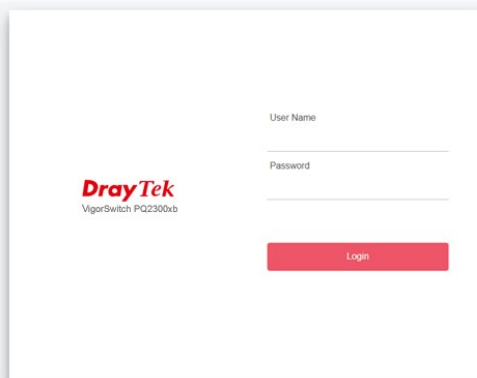 User Name
Password
DrayTek
VigorSwitch PQ2300xb
Login